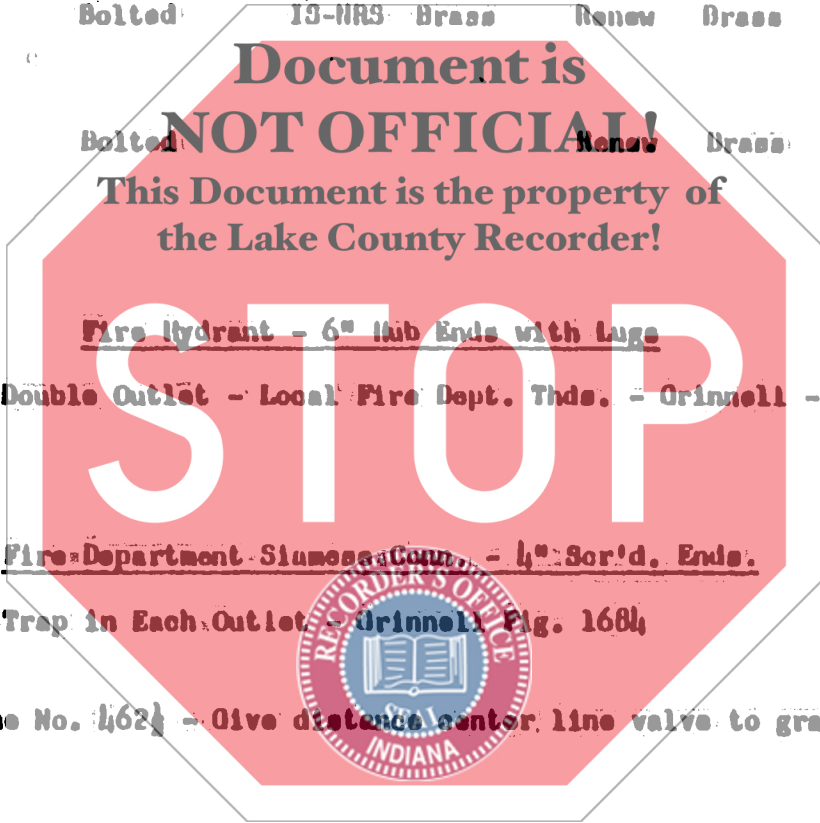 Bolted IS-NRS Brass Renew Brass
Document is
NOT OFFICIAL!
Bolted Renew Brass
This Document is the property of
the Lake County Recorder!
STOP
Fire Hydrant - 6" Hub Ends with Lugs
Double Outlet - Local Fire Dept. Thds. - Grinnell -
Fire Department Siamese Conn. - 4" Scr'd. Ends.
Trap in Each Outlet - Grinnell Fig. 1684
RECORDER'S OFFICE
SEAL
INDIANA
No. 462½ - Give distance center line valve to